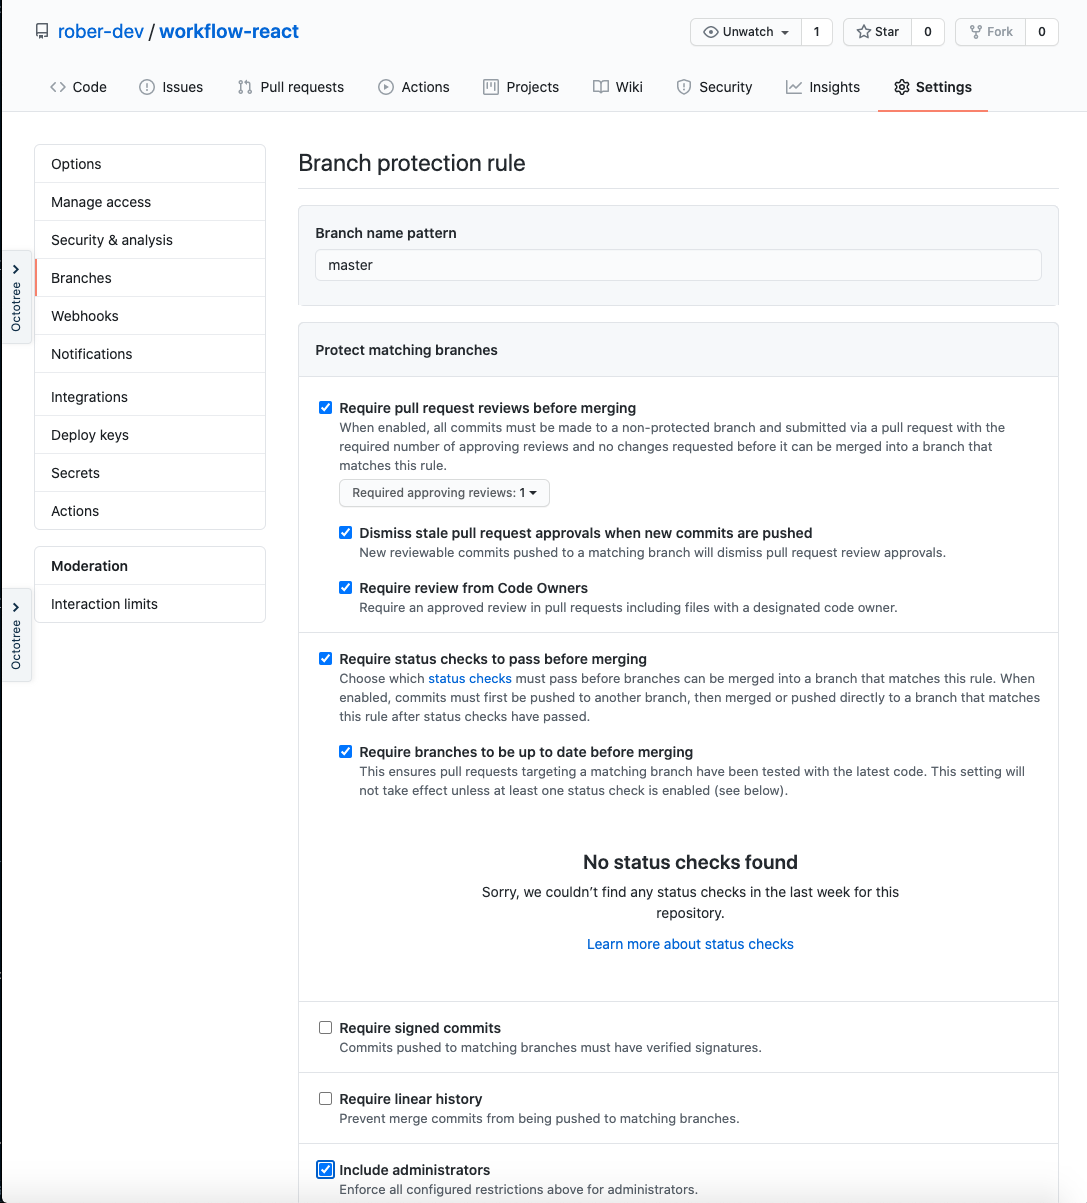 rober-dev / workflow-react
Unwatch 1 Star 0 Fork 0
Code Issues Pull requests Actions Projects Wiki Security Insights Settings
Options
Manage access
Security & analysis
Branches
Webhooks
Notifications
Integrations
Deploy keys
Secrets
Actions
Moderation
Interaction limits
Octotree
Octotree
Branch protection rule
Branch name pattern
master
Protect matching branches
Require pull request reviews before merging
When enabled, all commits must be made to a non-protected branch and submitted via a pull request with the
required number of approving reviews and no changes requested before it can be merged into a branch that
matches this rule.
Required approving reviews: 1
Dismiss stale pull request approvals when new commits are pushed
New reviewable commits pushed to a matching branch will dismiss pull request review approvals.
Require review from Code Owners
Require an approved review in pull requests including files with a designated code owner.
Require status checks to pass before merging
Choose which status checks must pass before branches can be merged into a branch that matches this rule. When
enabled, commits must first be pushed to another branch, then merged or pushed directly to a branch that matches
this rule after status checks have passed.
Require branches to be up to date before merging
This ensures pull requests targeting a matching branch have been tested with the latest code. This setting will
not take effect unless at least one status check is enabled (see below).
No status checks found
Sorry, we couldn’t find any status checks in the last week for this
repository.
Learn more about status checks
Require signed commits
Commits pushed to matching branches must have verified signatures.
Require linear history
Prevent merge commits from being pushed to matching branches.
Include administrators
Enforce all configured restrictions above for administrators.